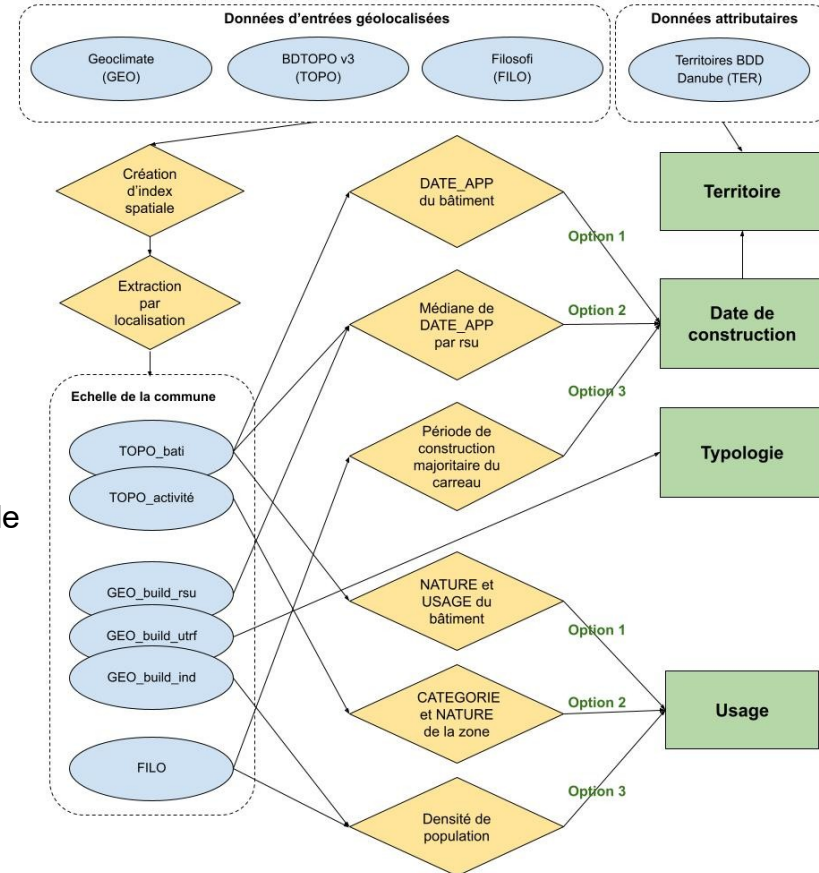 Données d'entrées géolocalisées
Données attributaires
Geoclimate
(GEO)
BDTOPO v3
(TOPO)
Filosofi
(FILO)
Territoires BDD
Danube (TER)
Création
d'index
spatiale
Extraction
par
localisation
Echelle de la commune
TOPO_bati
TOPO_activité
GEO_build_rsu
GEO_build_utrf
GEO_build_ind
FILO
le
DATE_APP
du bâtiment
Médiane de
DATE_APP
par rsu
Période de
construction
majoritaire du
carreau
NATURE et
USAGE du
bâtiment
CATEGORIE
et NATURE
de la zone
Densité de
population
Option 1
Option 2
Option 3
Option 1
Option 2
Option 3
Territoire
Date de
construction
Typologie
Usage